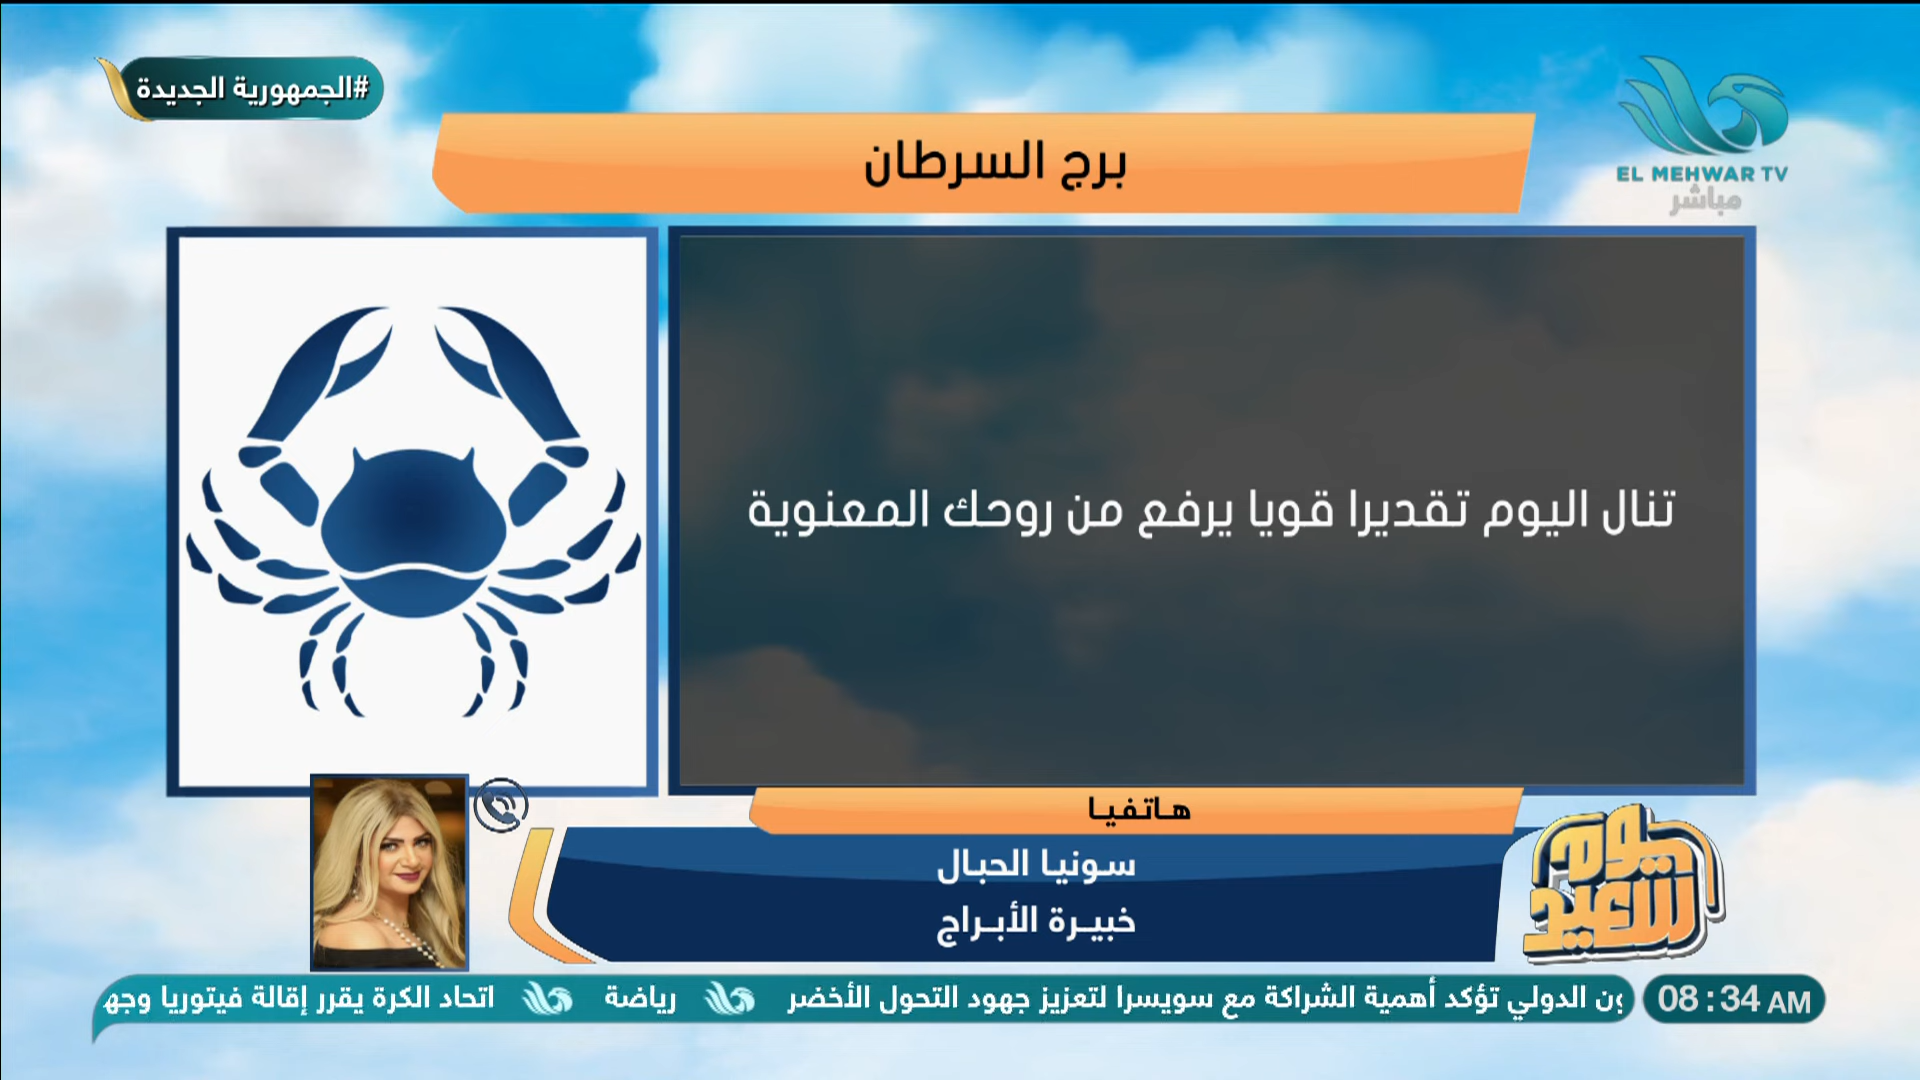 #الجمهورية الجديدة
EL MEHWAR TV
مباشر
برج السرطان
تنال اليوم تقديرا قويا يرفع من روحك المعنوية
هاتفيا
سونيا الحبال
خبيرة الأبراج
يوم سعيد
الدولي تؤكد أهمية الشراكة مع سويسرا لتعزيز جهود التحول الأخضر رياضة اتحاد الكرة يقرر إقالة فيتوريا
08:34 AM